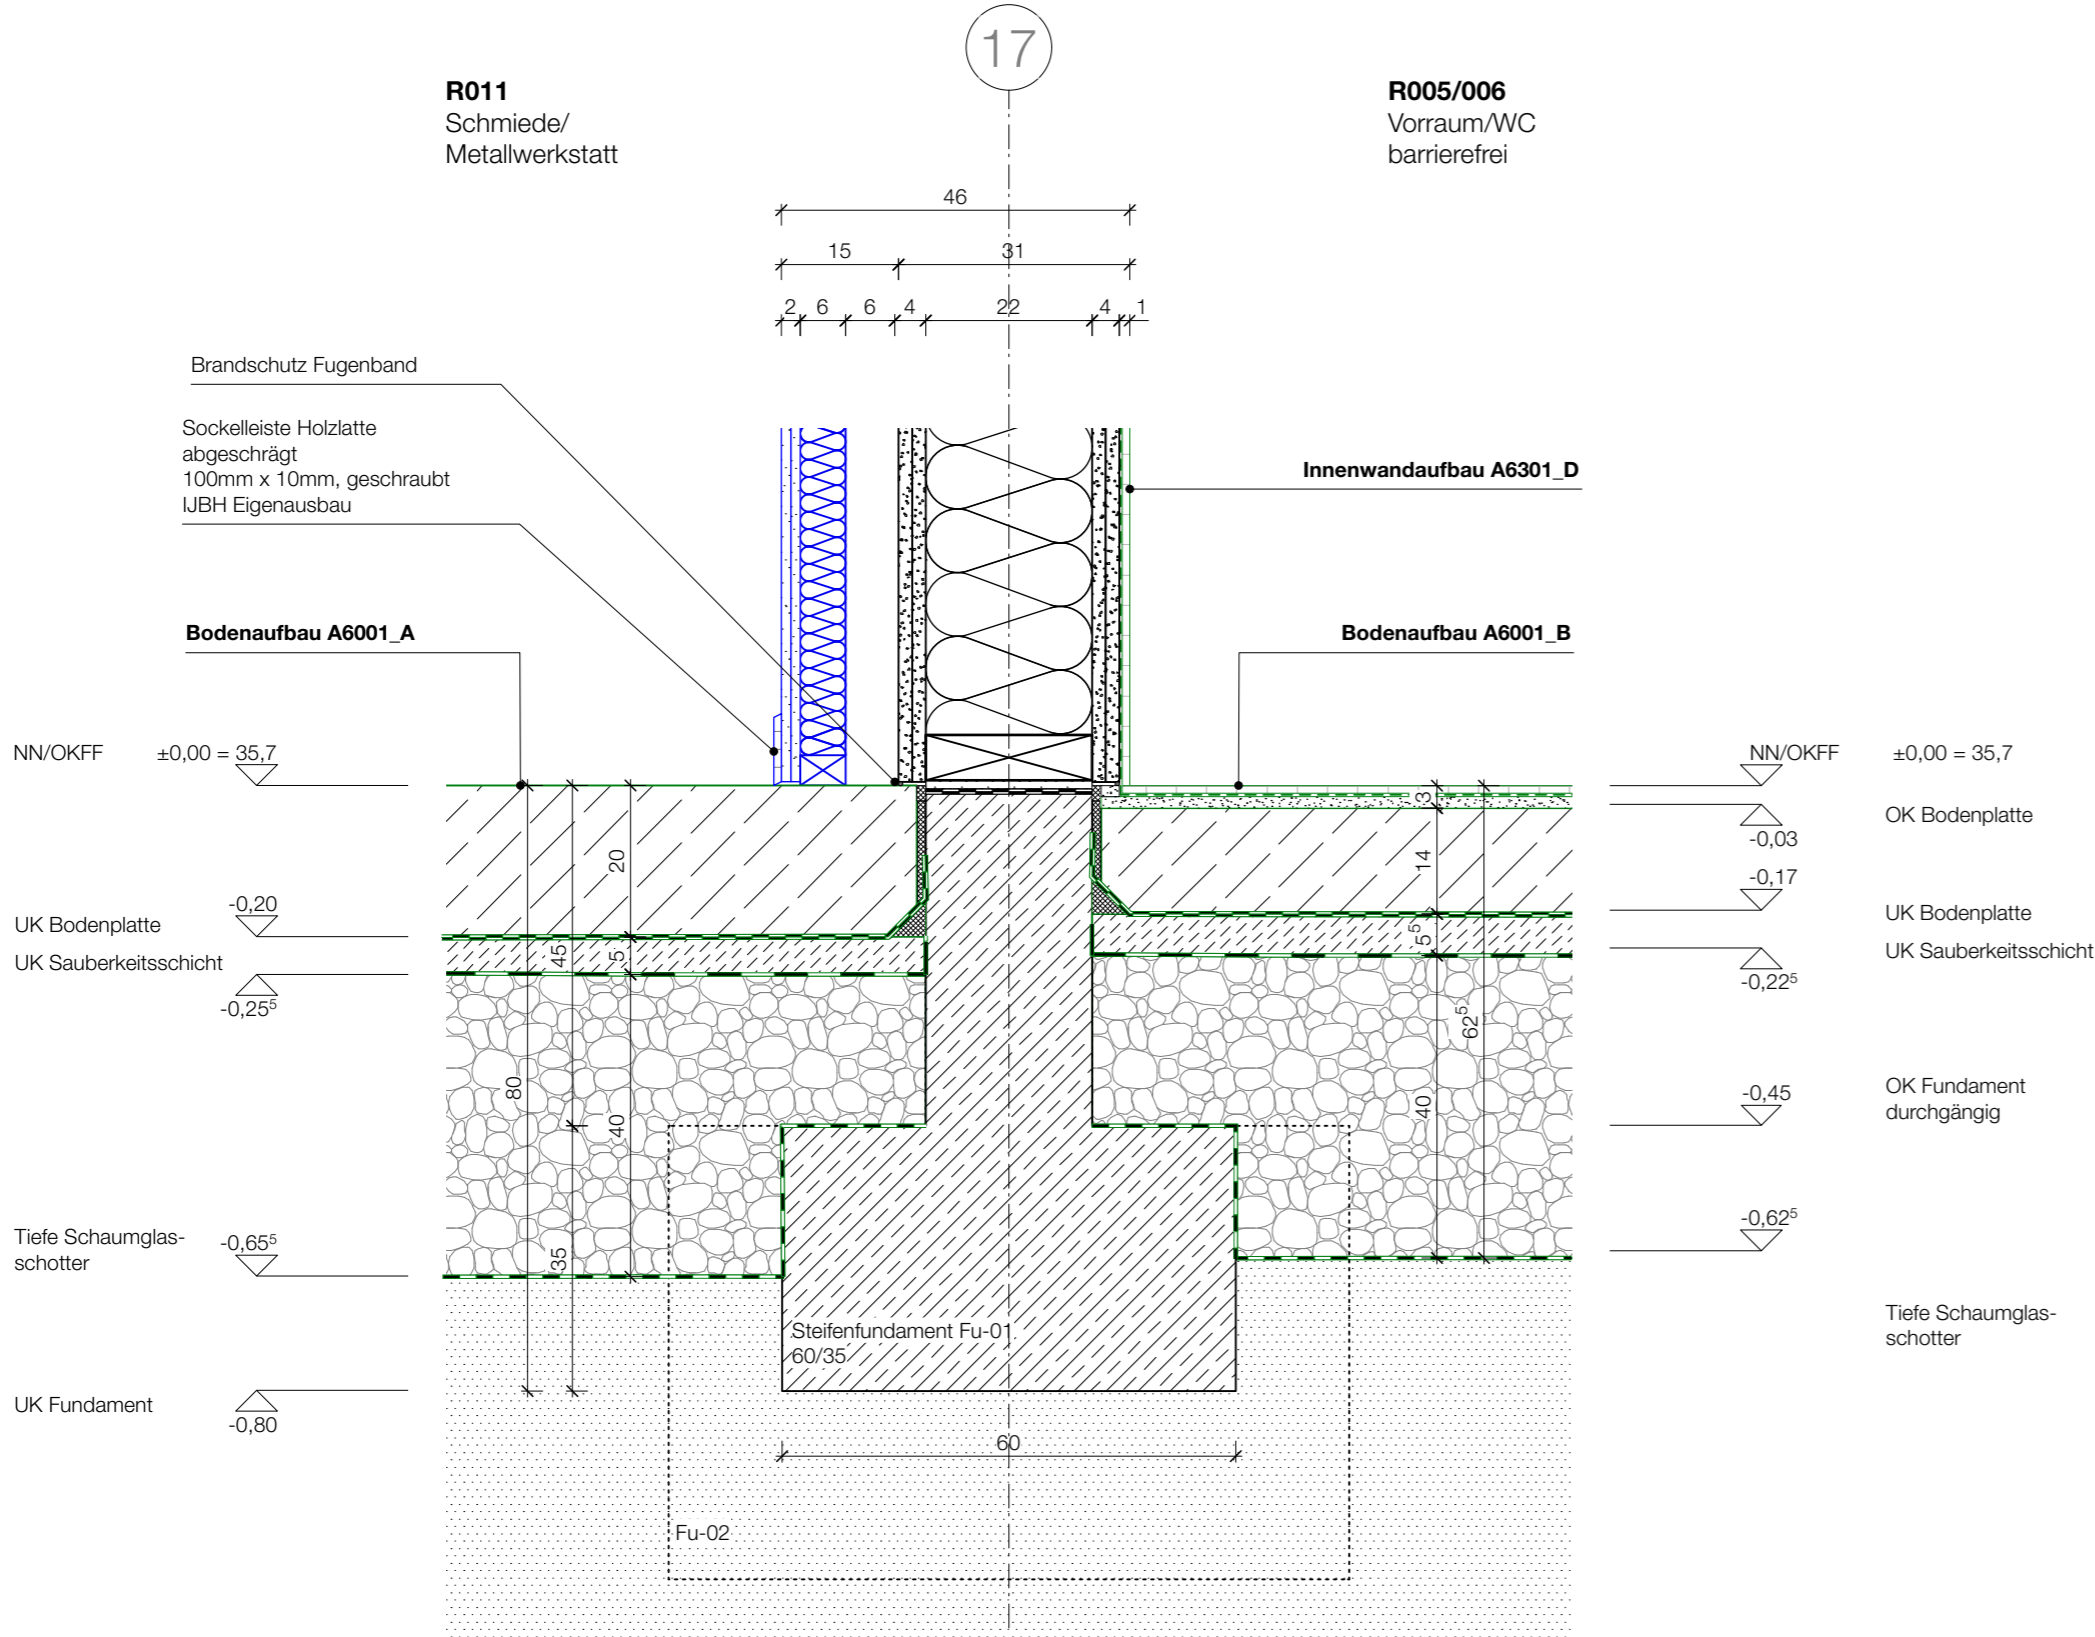 17
R011
Schmiede/
Metallwerkstatt
R005/006
Vorraum/WC
barrierefrei
46
15
31
2
6
6
4
22
4
1
Brandschutz Fugenband
Sockelleiste Holzlatte
abgeschrägt
100mm x 10mm, geschraubt
IJBH Eigenausbau
Innenwandaufbau A6301_D
Bodenaufbau A6001_A
Bodenaufbau A6001_B
NN/OKFF ±0,00 = 35,7
NN/OKFF ±0,00 = 35,7
OK Bodenplatte
-0,03
3
20
14
-0,17
-0,20
UK Bodenplatte
UK Bodenplatte
45
5
5⁵
UK Sauberkeitsschicht
UK Sauberkeitsschicht
-0,25⁵
-0,22⁵
62⁵
80
40
40
-0,45
OK Fundament
durchgängig
Tiefe Schaumglas-
schotter
-0,65⁵
35
-0,62⁵
Tiefe Schaumglas-
schotter
Steifenfundament Fu-01
60/35
UK Fundament
-0,80
60
Fu-02